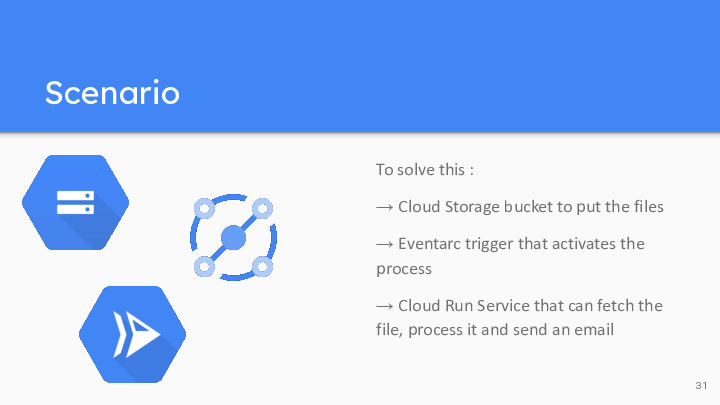 Scenario
To solve this :
→ Cloud Storage bucket to put the files
→ Eventarc trigger that activates the
process
→ Cloud Run Service that can fetch the
file, process it and send an email
31